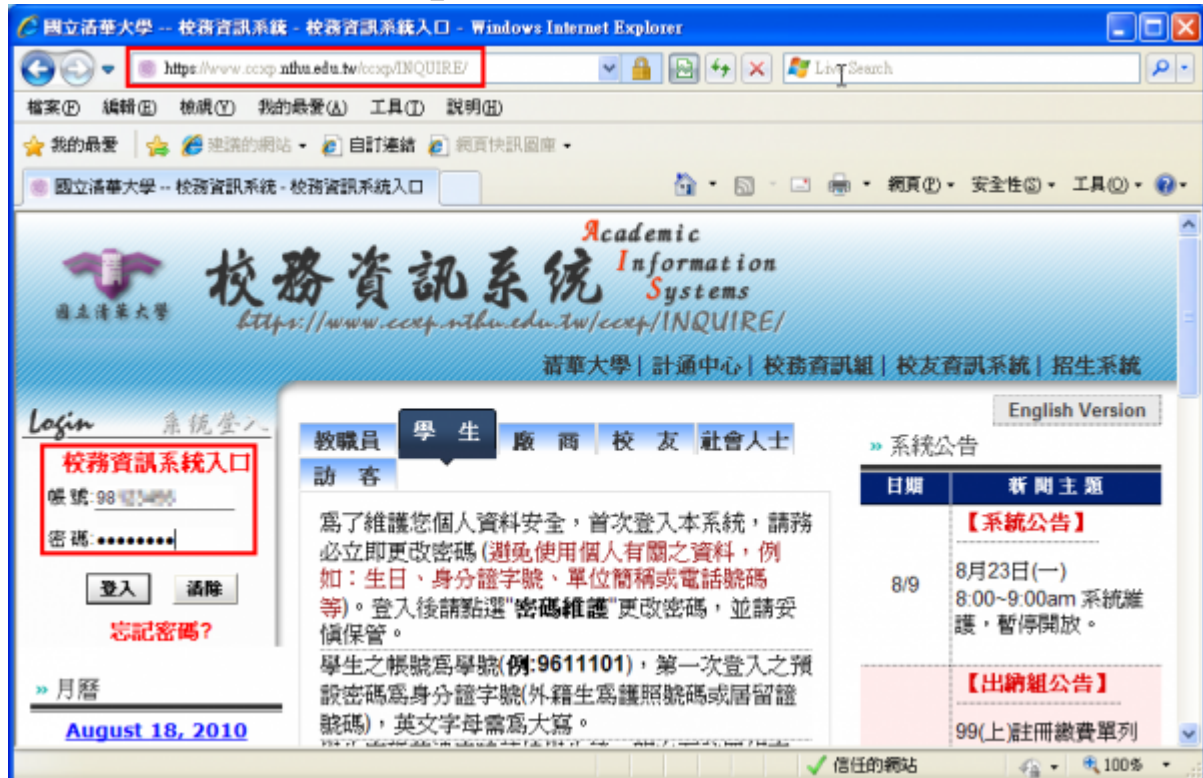 國立清華大學 -- 校務資訊系統 - 校務資訊系統入口 - Windows Internet Explorer
https://www.ccxp.nthu.edu.tw/ccxp/INQUIRE/
Live Search
檔案(F) 編輯(E) 檢視(V) 我的最愛(A) 工具(T) 說明(H)
我的最愛 建議的網站 自訂連結 網頁快訊圖庫
國立清華大學 -- 校務資訊系統 - 校務資訊系統入口
網頁(P) 安全性(S) 工具(O)
國立清華大學
校務資訊系統
Academic
Information
Systems
https://www.ccxp.nthu.edu.tw/ccxp/INQUIRE/
清華大學 | 計通中心 | 校務資訊組 | 校友資訊系統 | 招生系統
Login 系統登入
校務資訊系統入口
帳號: 98
密碼: ••••••••
登入 清除
忘記密碼?
» 月曆
August 18, 2010
教職員 學 生 廠 商 校 友 社會人士
訪 客
為了維護您個人資料安全,首次登入本系統,請務
必立即更改密碼(避免使用個人有關之資料,例
如:生日、身分證字號、單位簡稱或電話號碼
等)。登入後請點選"密碼維護"更改密碼,並請妥
慎保管。
學生之帳號為學號(例:9611101),第一次登入之預
設密碼為身分證字號(外籍生為護照號碼或居留證
號碼),英文字母需為大寫。
English Version
» 系統公告
日期 新聞主題
【系統公告】
8/9
8月23日(一)
8:00~9:00am 系統維
護,暫停開放。
【出納組公告】
99(上)註冊繳費單列
信任的網站 100%